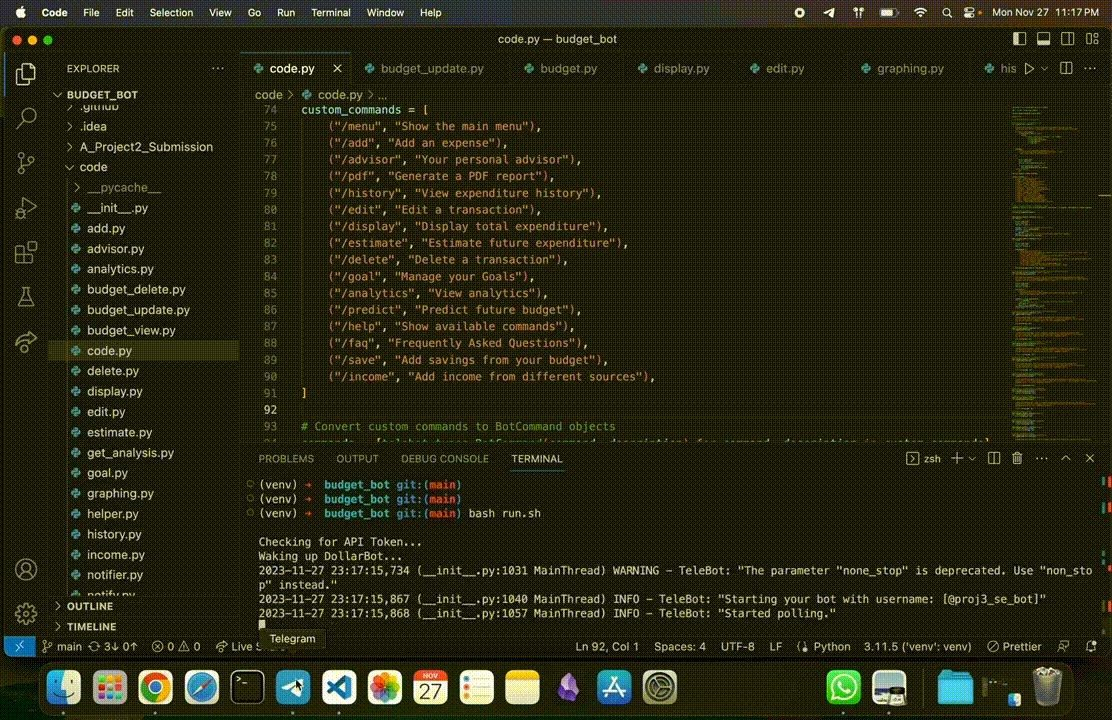 Code File Edit Selection View Go Run Terminal Window Help Mon Nov 27 11:17 PM
code.py — budget_bot
EXPLORER
code.py budget_update.py budget.py display.py edit.py graphing.py his
BUDGET_BOT
code > code.py > ...
.github
.idea
A_Project2_Submission
code
__pycache__
__init__.py
add.py
advisor.py
analytics.py
budget_delete.py
budget_update.py
budget_view.py
code.py
delete.py
display.py
edit.py
estimate.py
get_analysis.py
goal.py
graphing.py
helper.py
history.py
income.py
notifier.py
notify.py
OUTLINE
TIMELINE
74 custom_commands = [
75 ("/menu", "Show the main menu"),
76 ("/add", "Add an expense"),
77 ("/advisor", "Your personal advisor"),
78 ("/pdf", "Generate a PDF report"),
79 ("/history", "View expenditure history"),
80 ("/edit", "Edit a transaction"),
81 ("/display", "Display total expenditure"),
82 ("/estimate", "Estimate future expenditure"),
83 ("/delete", "Delete a transaction"),
84 ("/goal", "Manage your Goals"),
85 ("/analytics", "View analytics"),
86 ("/predict", "Predict future budget"),
87 ("/help", "Show available commands"),
88 ("/faq", "Frequently Asked Questions"),
89 ("/save", "Add savings from your budget"),
90 ("/income", "Add income from different sources"),
91 ]
92
93 # Convert custom commands to BotCommand objects
PROBLEMS OUTPUT DEBUG CONSOLE TERMINAL zsh
(venv) → budget_bot git:(main)
(venv) → budget_bot git:(main)
(venv) → budget_bot git:(main) bash run.sh
Checking for API Token...
Waking up DollarBot...
2023-11-27 23:17:15,734 (__init__.py:1031 MainThread) WARNING - TeleBot: "The parameter "none_stop" is deprecated. Use "non_sto
p" instead."
2023-11-27 23:17:15,867 (__init__.py:1040 MainThread) INFO - TeleBot: "Starting your bot with username: [@proj3_se_bot]"
2023-11-27 23:17:15,868 (__init__.py:1057 MainThread) INFO - TeleBot: "Started polling."
Telegram
main 3↓ 0↑ 0 0 Live Ln 92, Col 1 Spaces: 4 UTF-8 LF Python 3.11.5 ('venv': venv) Prettier
NOV
27